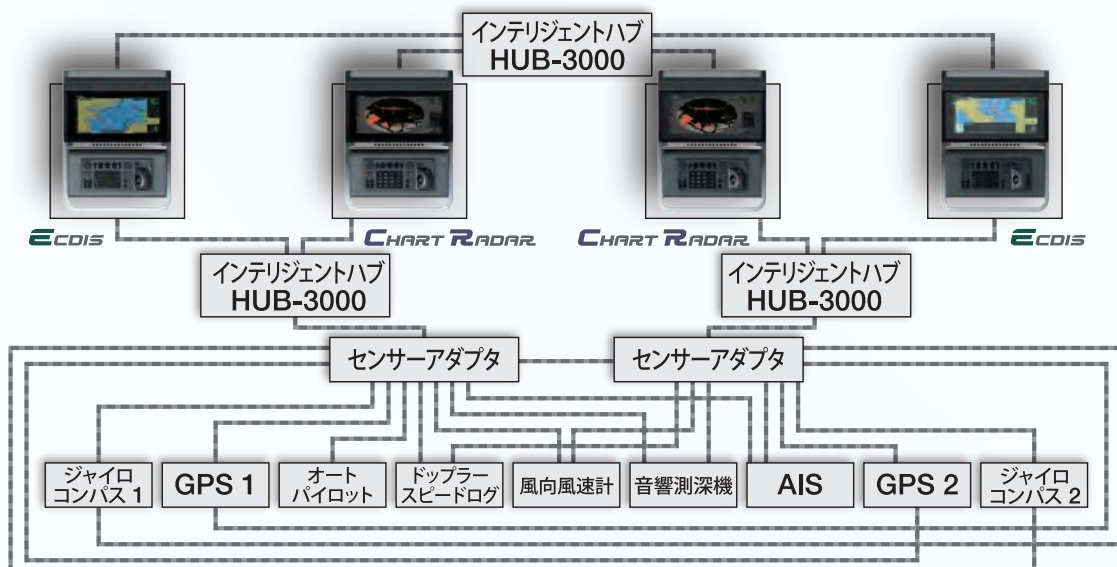 インテリジェントハブ
HUB-3000
ECDIS
CHART RADAR
CHART RADAR
ECDIS
インテリジェントハブ
HUB-3000
インテリジェントハブ
HUB-3000
センサーアダプタ
センサーアダプタ
ジャイロ
コンパス 1
GPS 1
オート
パイロット
ドップラー
スピードログ
風向風速計
音響測深機
AIS
GPS 2
ジャイロ
コンパス 2